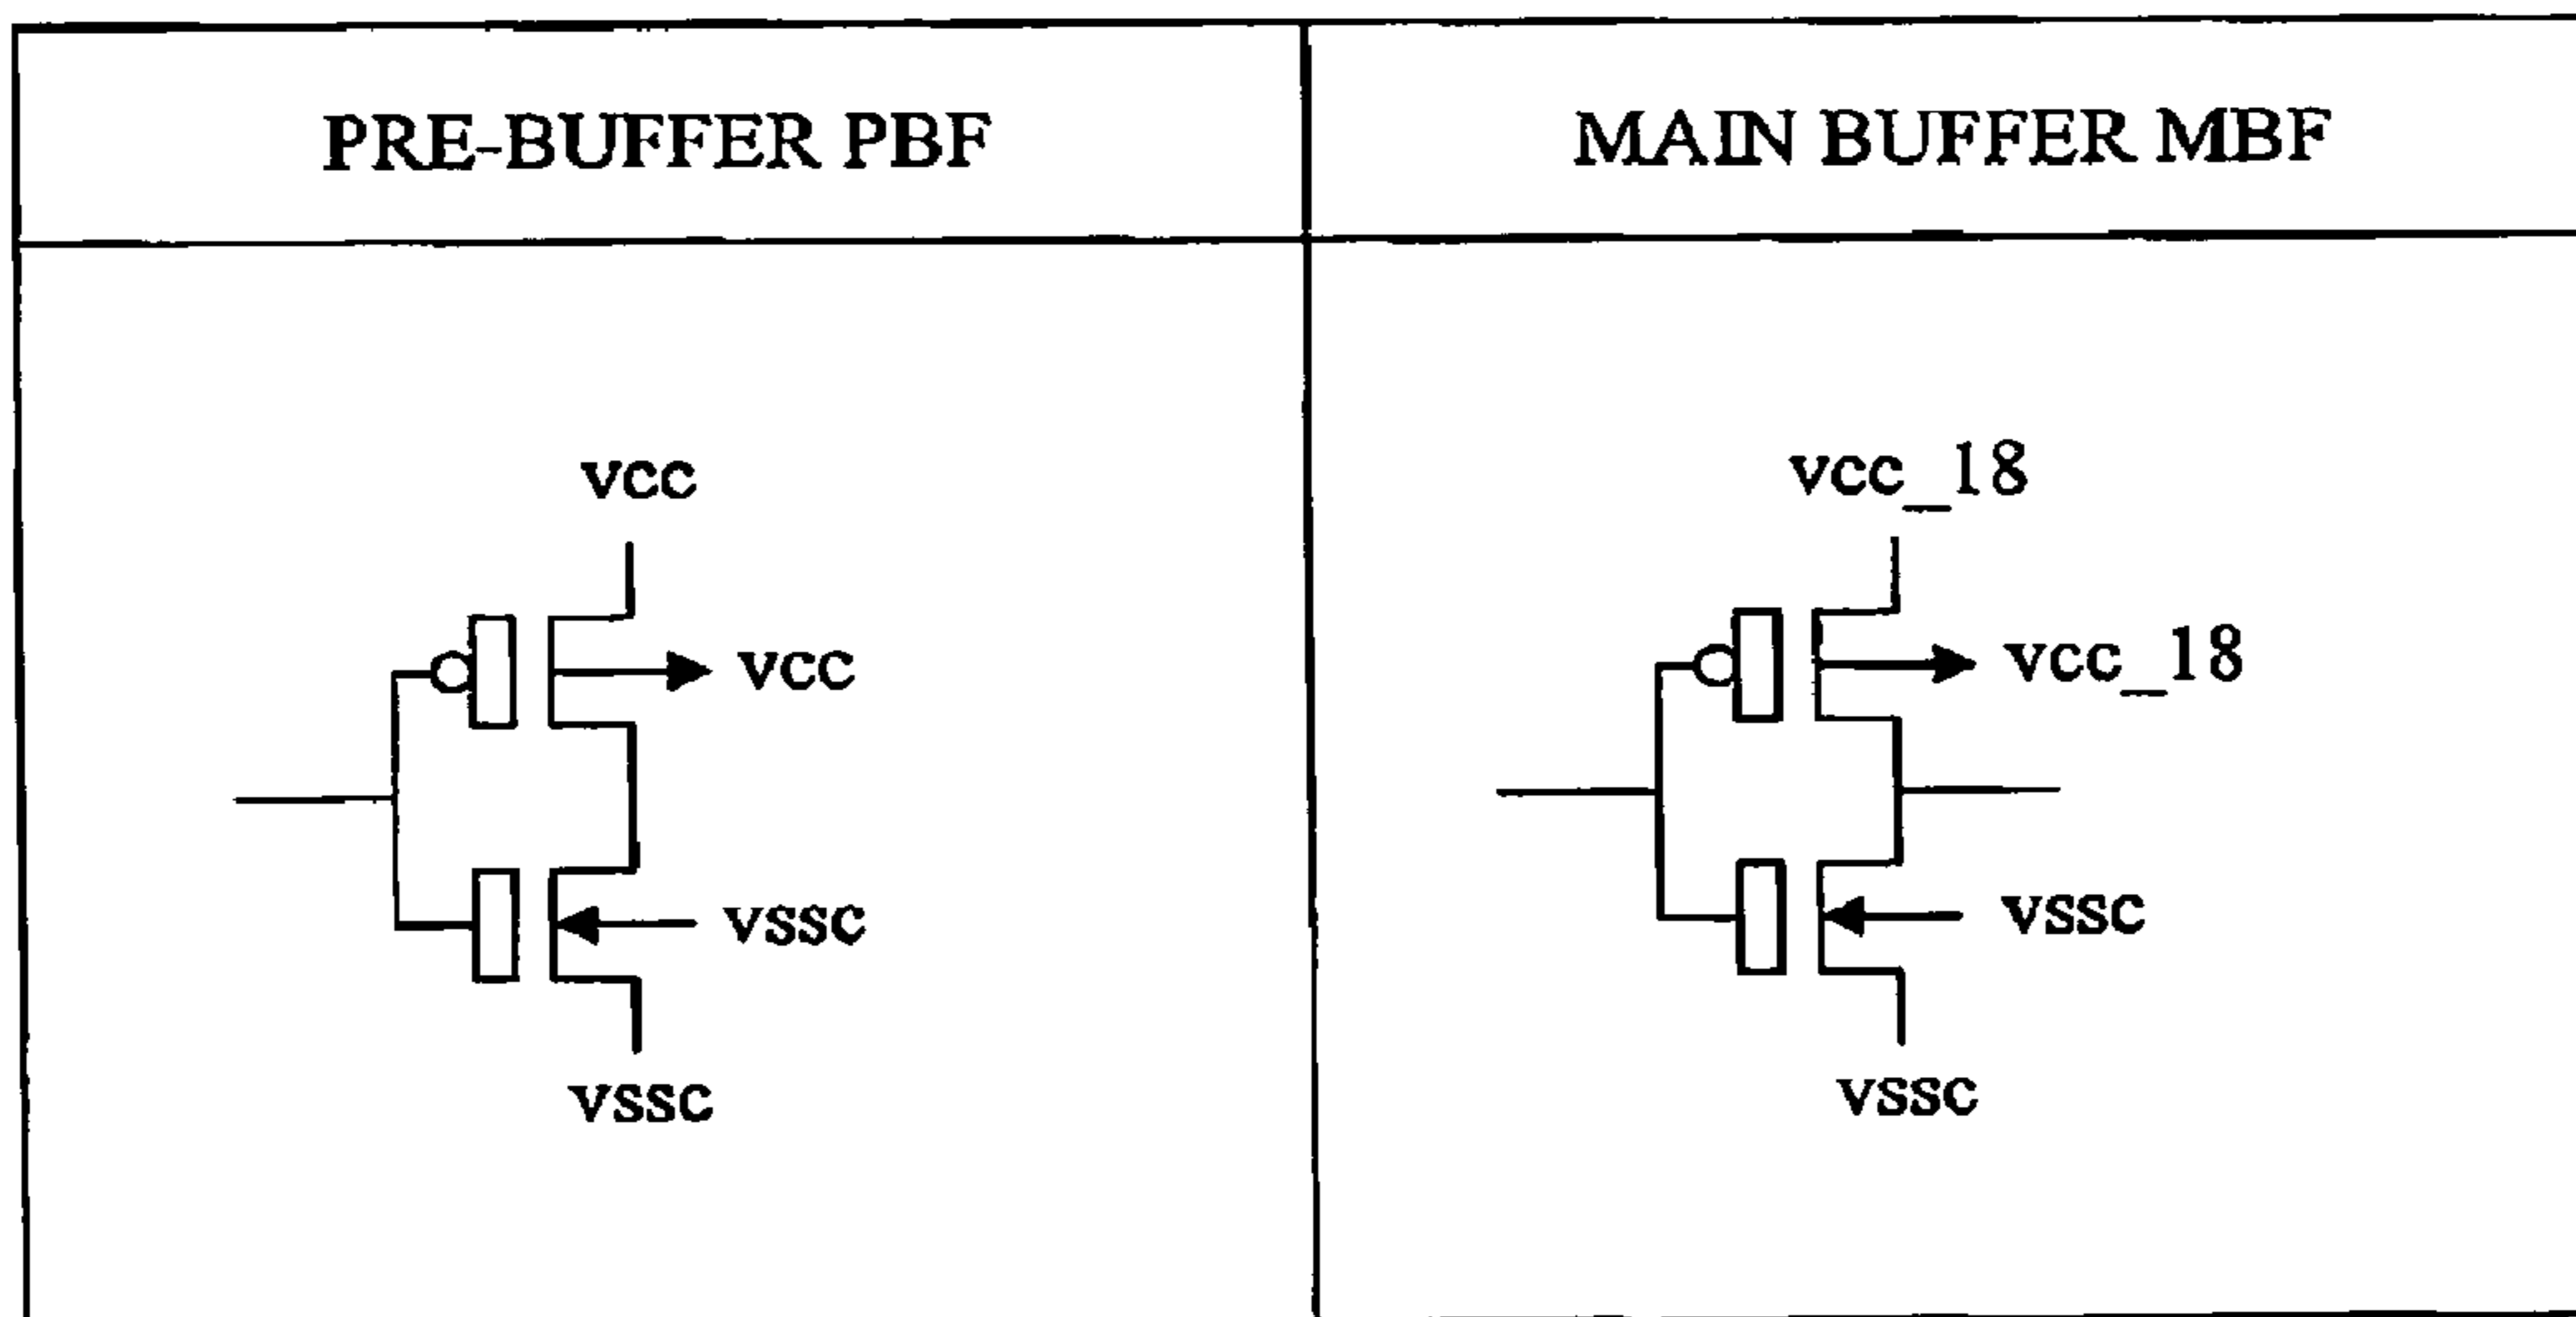 PRE-BUFFER PBF
MAIN BUFFER MBF
vcc
vcc
vssc
vssc
vcc_18
vcc_18
vssc
vssc